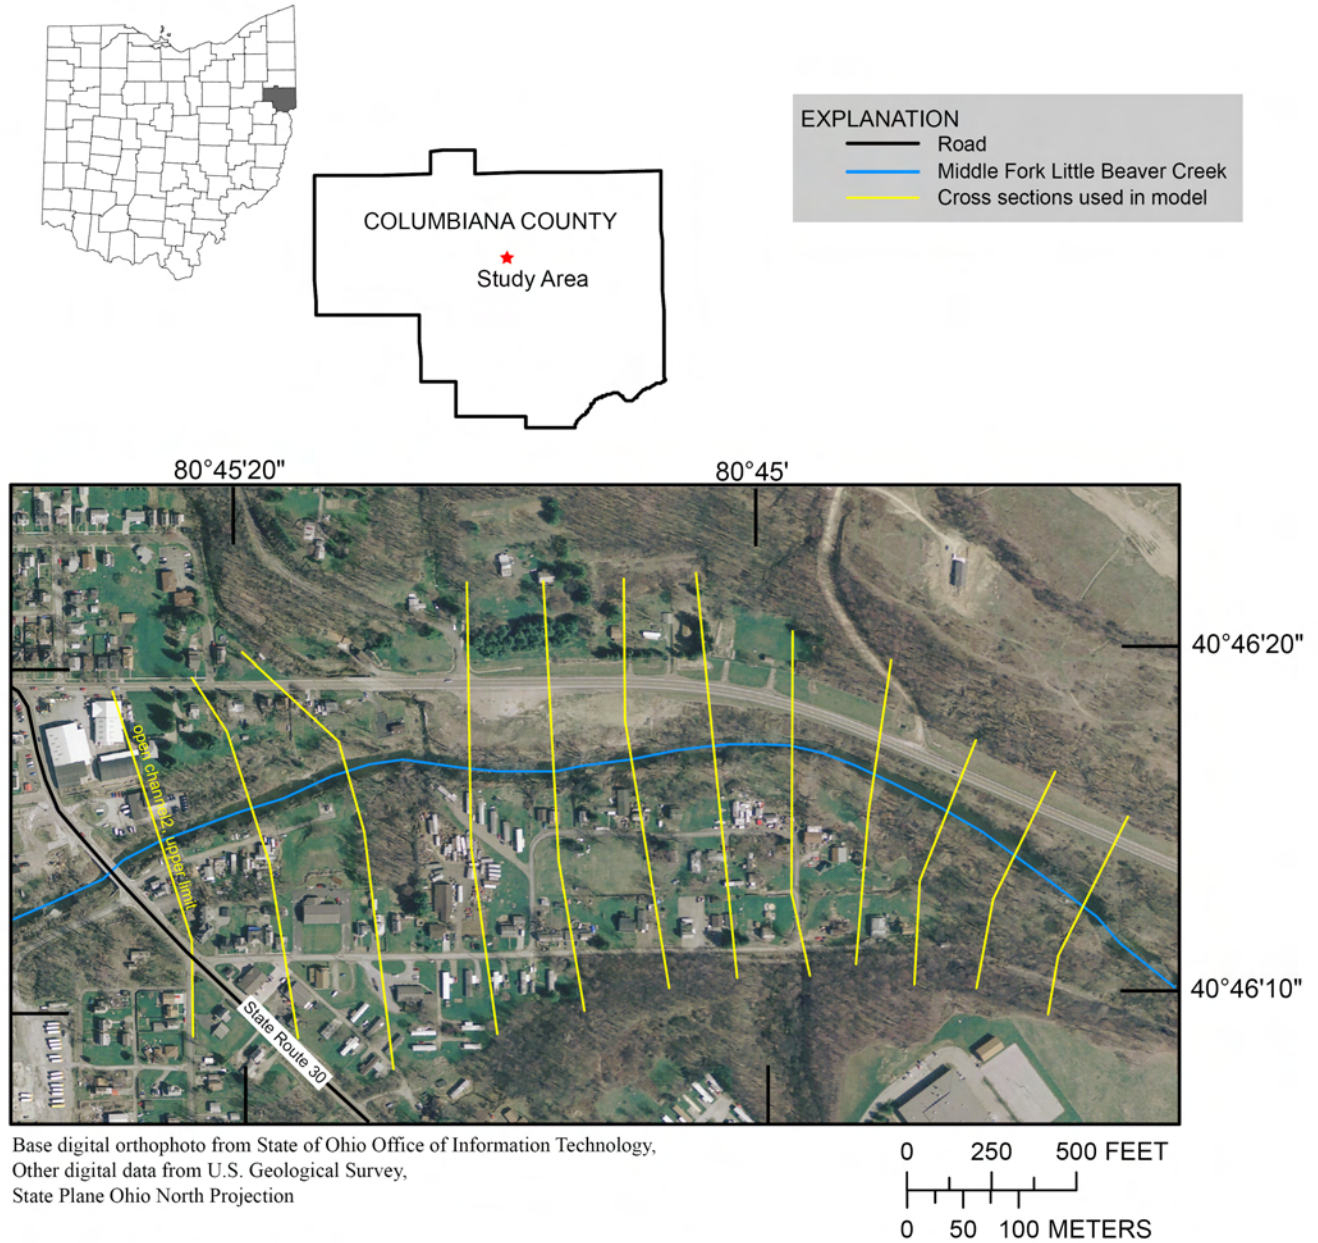 EXPLANATION
Road
Middle Fork Little Beaver Creek
Cross sections used in model
COLUMBIANA COUNTY
Study Area
80°45'20"
80°45'
40°46'20"
open channel2, upper limit
40°46'10"
State Route 30
Base digital orthophoto from State of Ohio Office of Information Technology,
Other digital data from U.S. Geological Survey,
State Plane Ohio North Projection
0 250 500 FEET
0 50 100 METERS